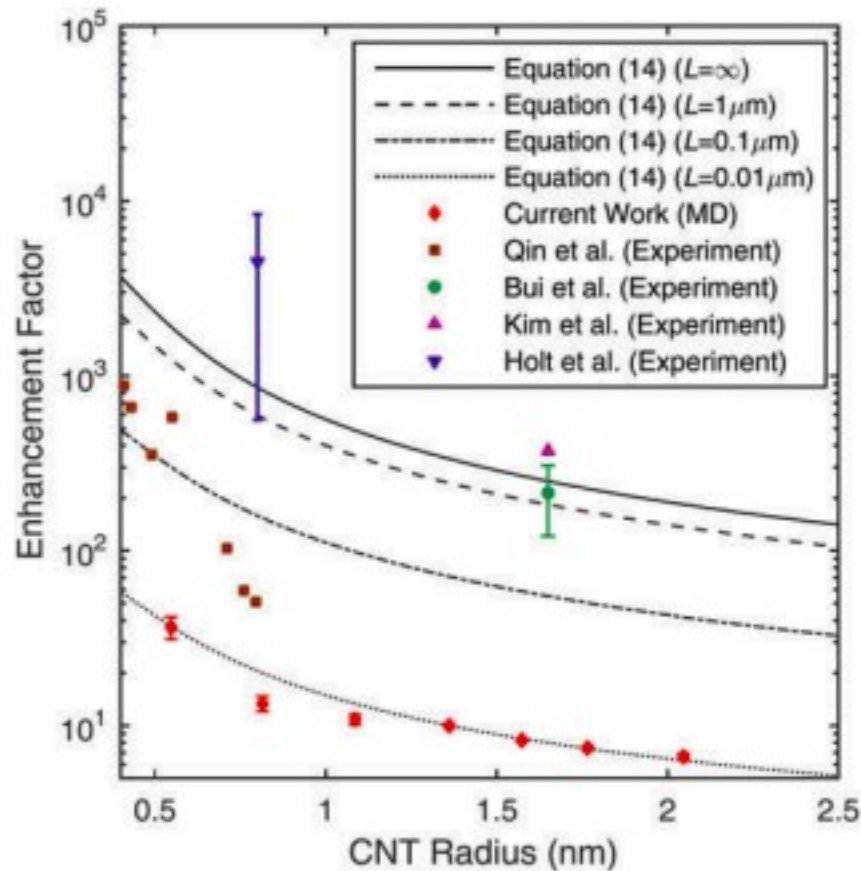 10^5
10^4
10^3
10^2
10^1
Enhancement Factor
Equation (14) (L=∞)
Equation (14) (L=1μm)
Equation (14) (L=0.1μm)
Equation (14) (L=0.01μm)
Current Work (MD)
Qin et al. (Experiment)
Bui et al. (Experiment)
Kim et al. (Experiment)
Holt et al. (Experiment)
0.5 1 1.5 2 2.5
CNT Radius (nm)